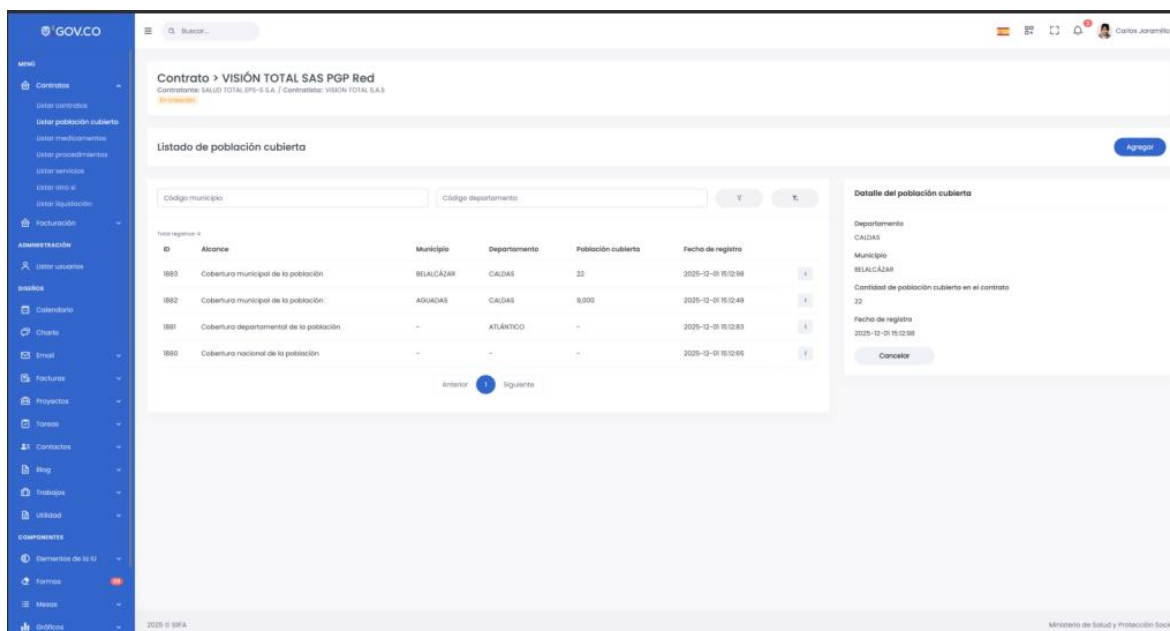 GOV.CO
Buscar...
3
Carlos Jaramillo
MENÚ
Contratos
Listar contratos
Listar población cubierta
Listar medicamentos
Listar procedimientos
Listar servicios
Listar otro sí
Listar liquidación
Facturación
ADMINISTRACIÓN
Listar usuarios
DISEÑOS
Calendario
Charla
Email
Facturas
Proyectos
Tareas
Contactos
Blog
Trabajos
Utilidad
COMPONENTES
Elementos de la IU
Formas
Mesas
Gráficos
Contrato > VISIÓN TOTAL SAS PGP Red
Contratante: SALUD TOTAL EPS-S S.A. / Contratista: VISION TOTAL S.A.S
En creación
Listado de población cubierta
Agregar
Código municipio
Código departamento
Total registros: 4
ID Alcance Municipio Departamento Población cubierta Fecha de registro
1883 Cobertura municipal de la población BELALCÁZAR CALDAS 22 2025-12-01 15:12:98
1882 Cobertura municipal de la población AGUADAS CALDAS 9,000 2025-12-01 15:12:49
1881 Cobertura departamental de la población - ATLÁNTICO - 2025-12-01 15:12:83
1880 Cobertura nacional de la población - - - 2025-12-01 15:12:66
Anterior 1 Siguiente
Detalle del población cubierta
Departamento
CALDAS
Municipio
BELALCÁZAR
Cantidad de población cubierta en el contrato
22
Fecha de registro
2025-12-01 15:12:98
Cancelar
2025 © SIIFA
Ministerio de Salud y Protección Soci